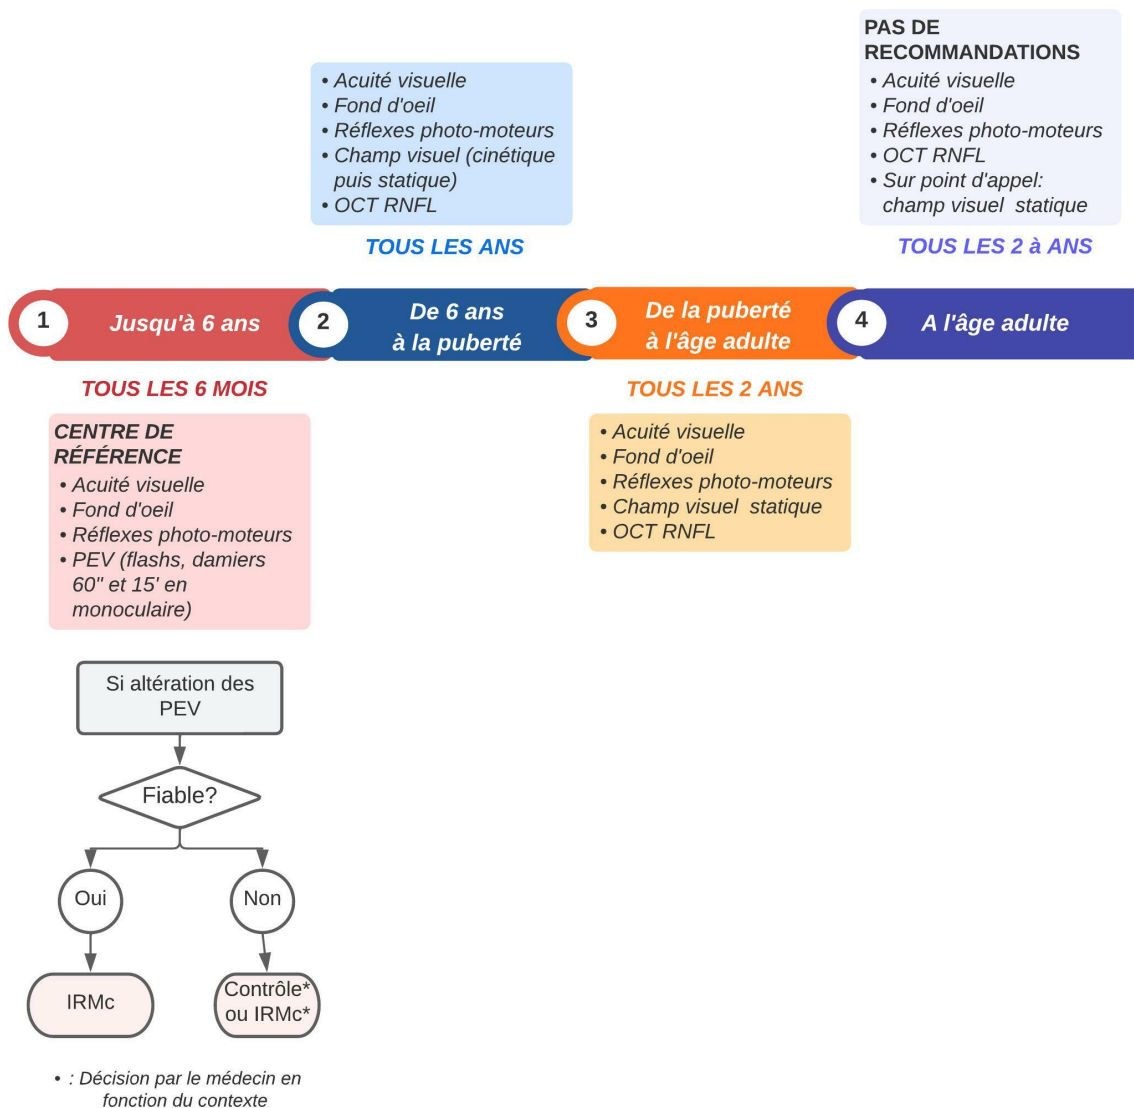 PAS DE
RECOMMANDATIONS
• Acuité visuelle
• Fond d'oeil
• Réflexes photo-moteurs
• OCT RNFL
• Sur point d'appel:
champ visuel statique
TOUS LES 2 à ANS
• Acuité visuelle
• Fond d'oeil
• Réflexes photo-moteurs
• Champ visuel (cinétique
puis statique)
• OCT RNFL
TOUS LES ANS
1
Jusqu'à 6 ans
2
De 6 ans
à la puberté
3
De la puberté
à l'âge adulte
4
A l'âge adulte
TOUS LES 6 MOIS
CENTRE DE
RÉFÉRENCE
• Acuité visuelle
• Fond d'oeil
• Réflexes photo-moteurs
• PEV (flashs, damiers
60" et 15' en
monoculaire)
TOUS LES 2 ANS
• Acuité visuelle
• Fond d'oeil
• Réflexes photo-moteurs
• Champ visuel statique
• OCT RNFL
Si altération des
PEV
Fiable?
Oui
Non
IRMc
Contrôle*
ou IRMc*
• : Décision par le médecin en
fonction du contexte